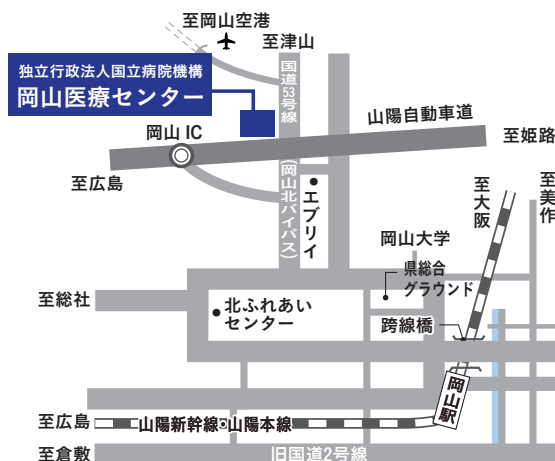 至岡山空港
至津山
独立行政法人国立病院機構
岡山医療センター
国道53号線
(岡山北バイパス)
山陽自動車道
岡山 IC
至姫路
至広島
エブリイ
至大阪
至美作
岡山大学
県総合
グラウンド
至総社
北ふれあい
センター
跨線橋
岡山駅
至広島
山陽新幹線・山陽本線
至倉敷
旧国道2号線